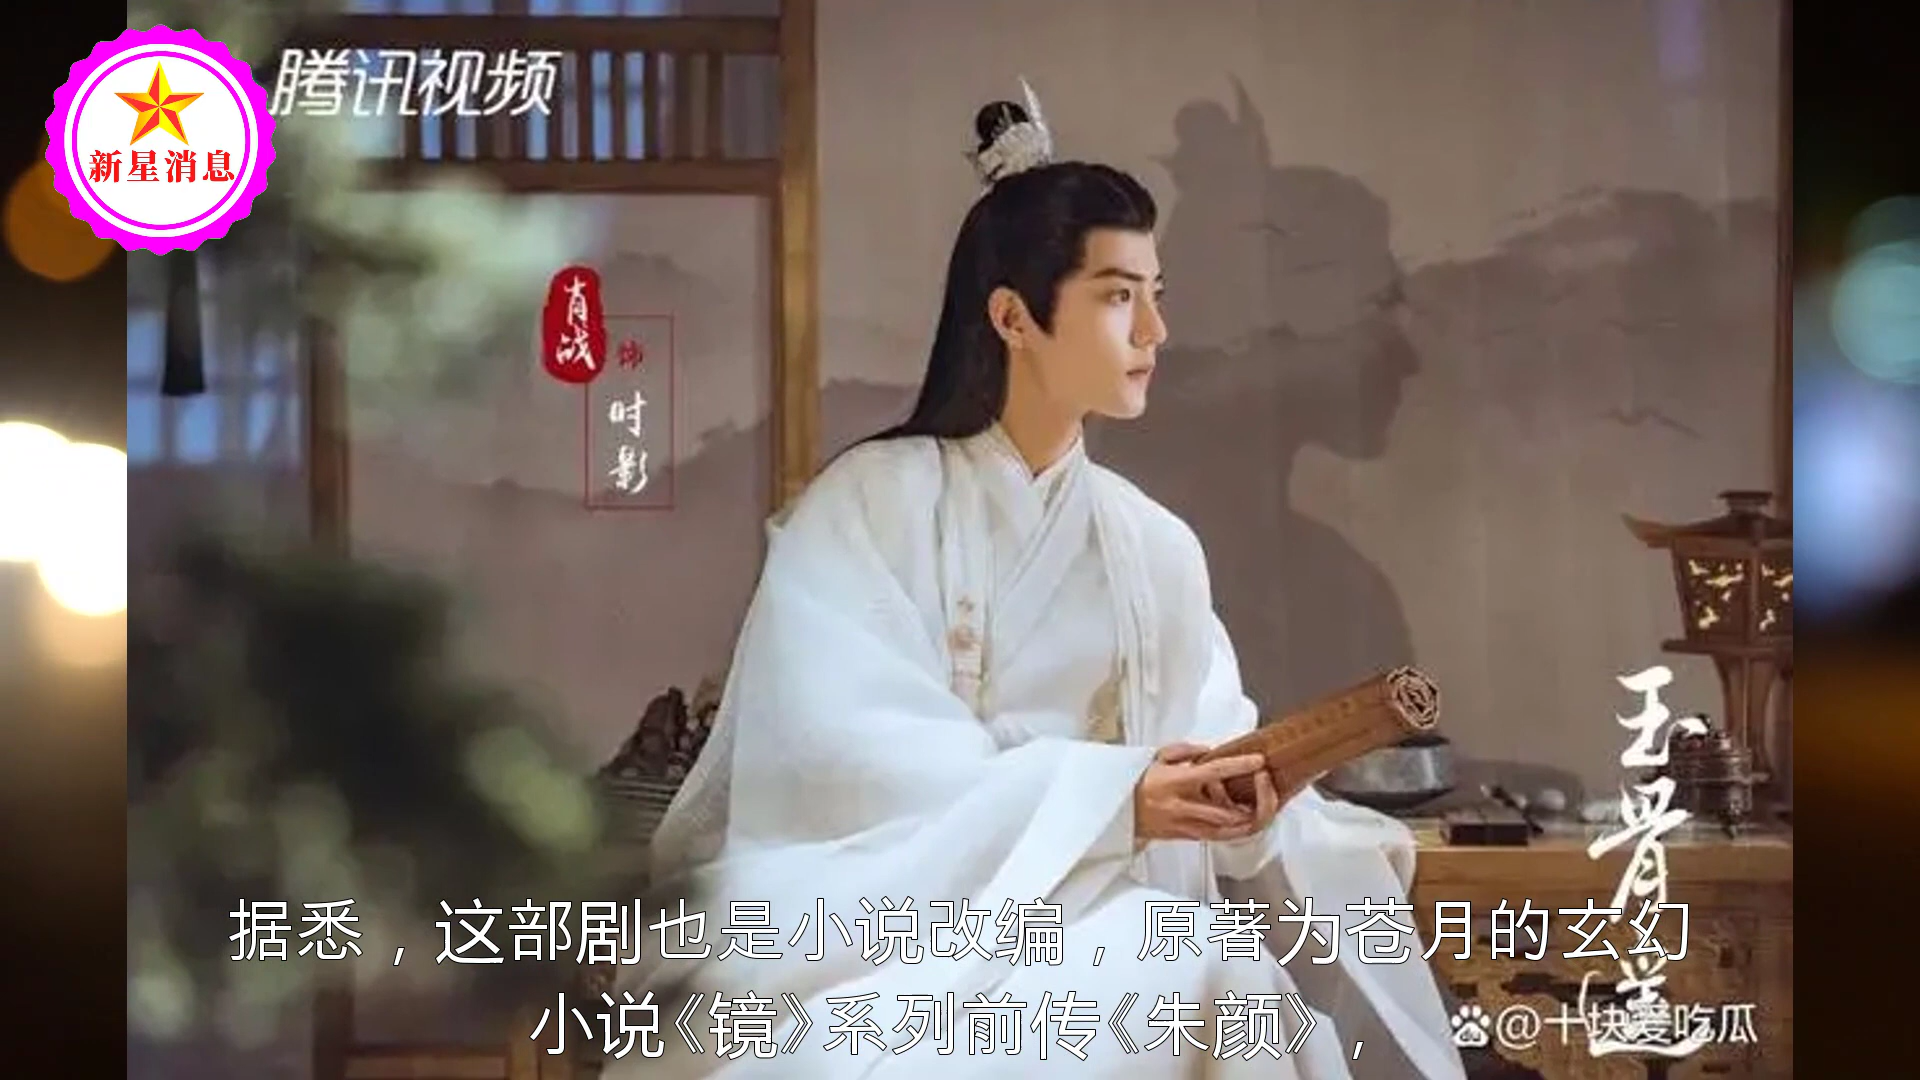 腾讯视频
新星消息
肖战
饰
时影
玉骨遥
据悉，这部剧也是小说改编，原著为苍月的玄幻
小说《镜》系列前传《朱颜》，
@十块爱吃瓜